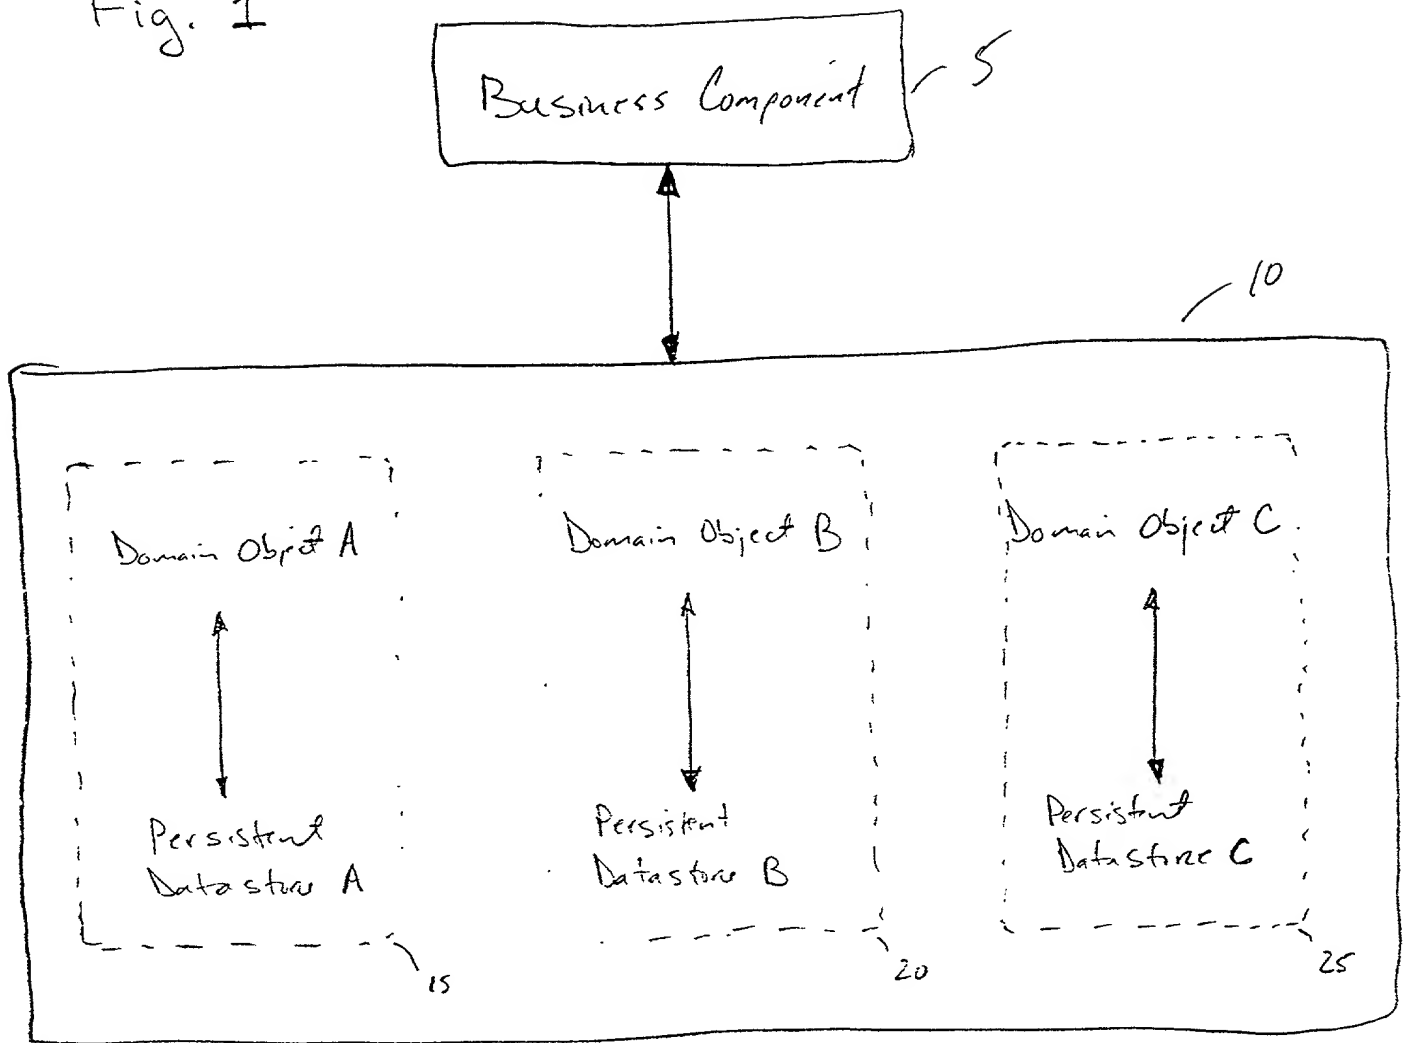 Fig. 1
Business Component
5
10
Domain Object A
Domain Object B
Domain Object C
Persistent
Datastore A
Persistent
Datastore B
Persistent
Datastore C
15
20
25